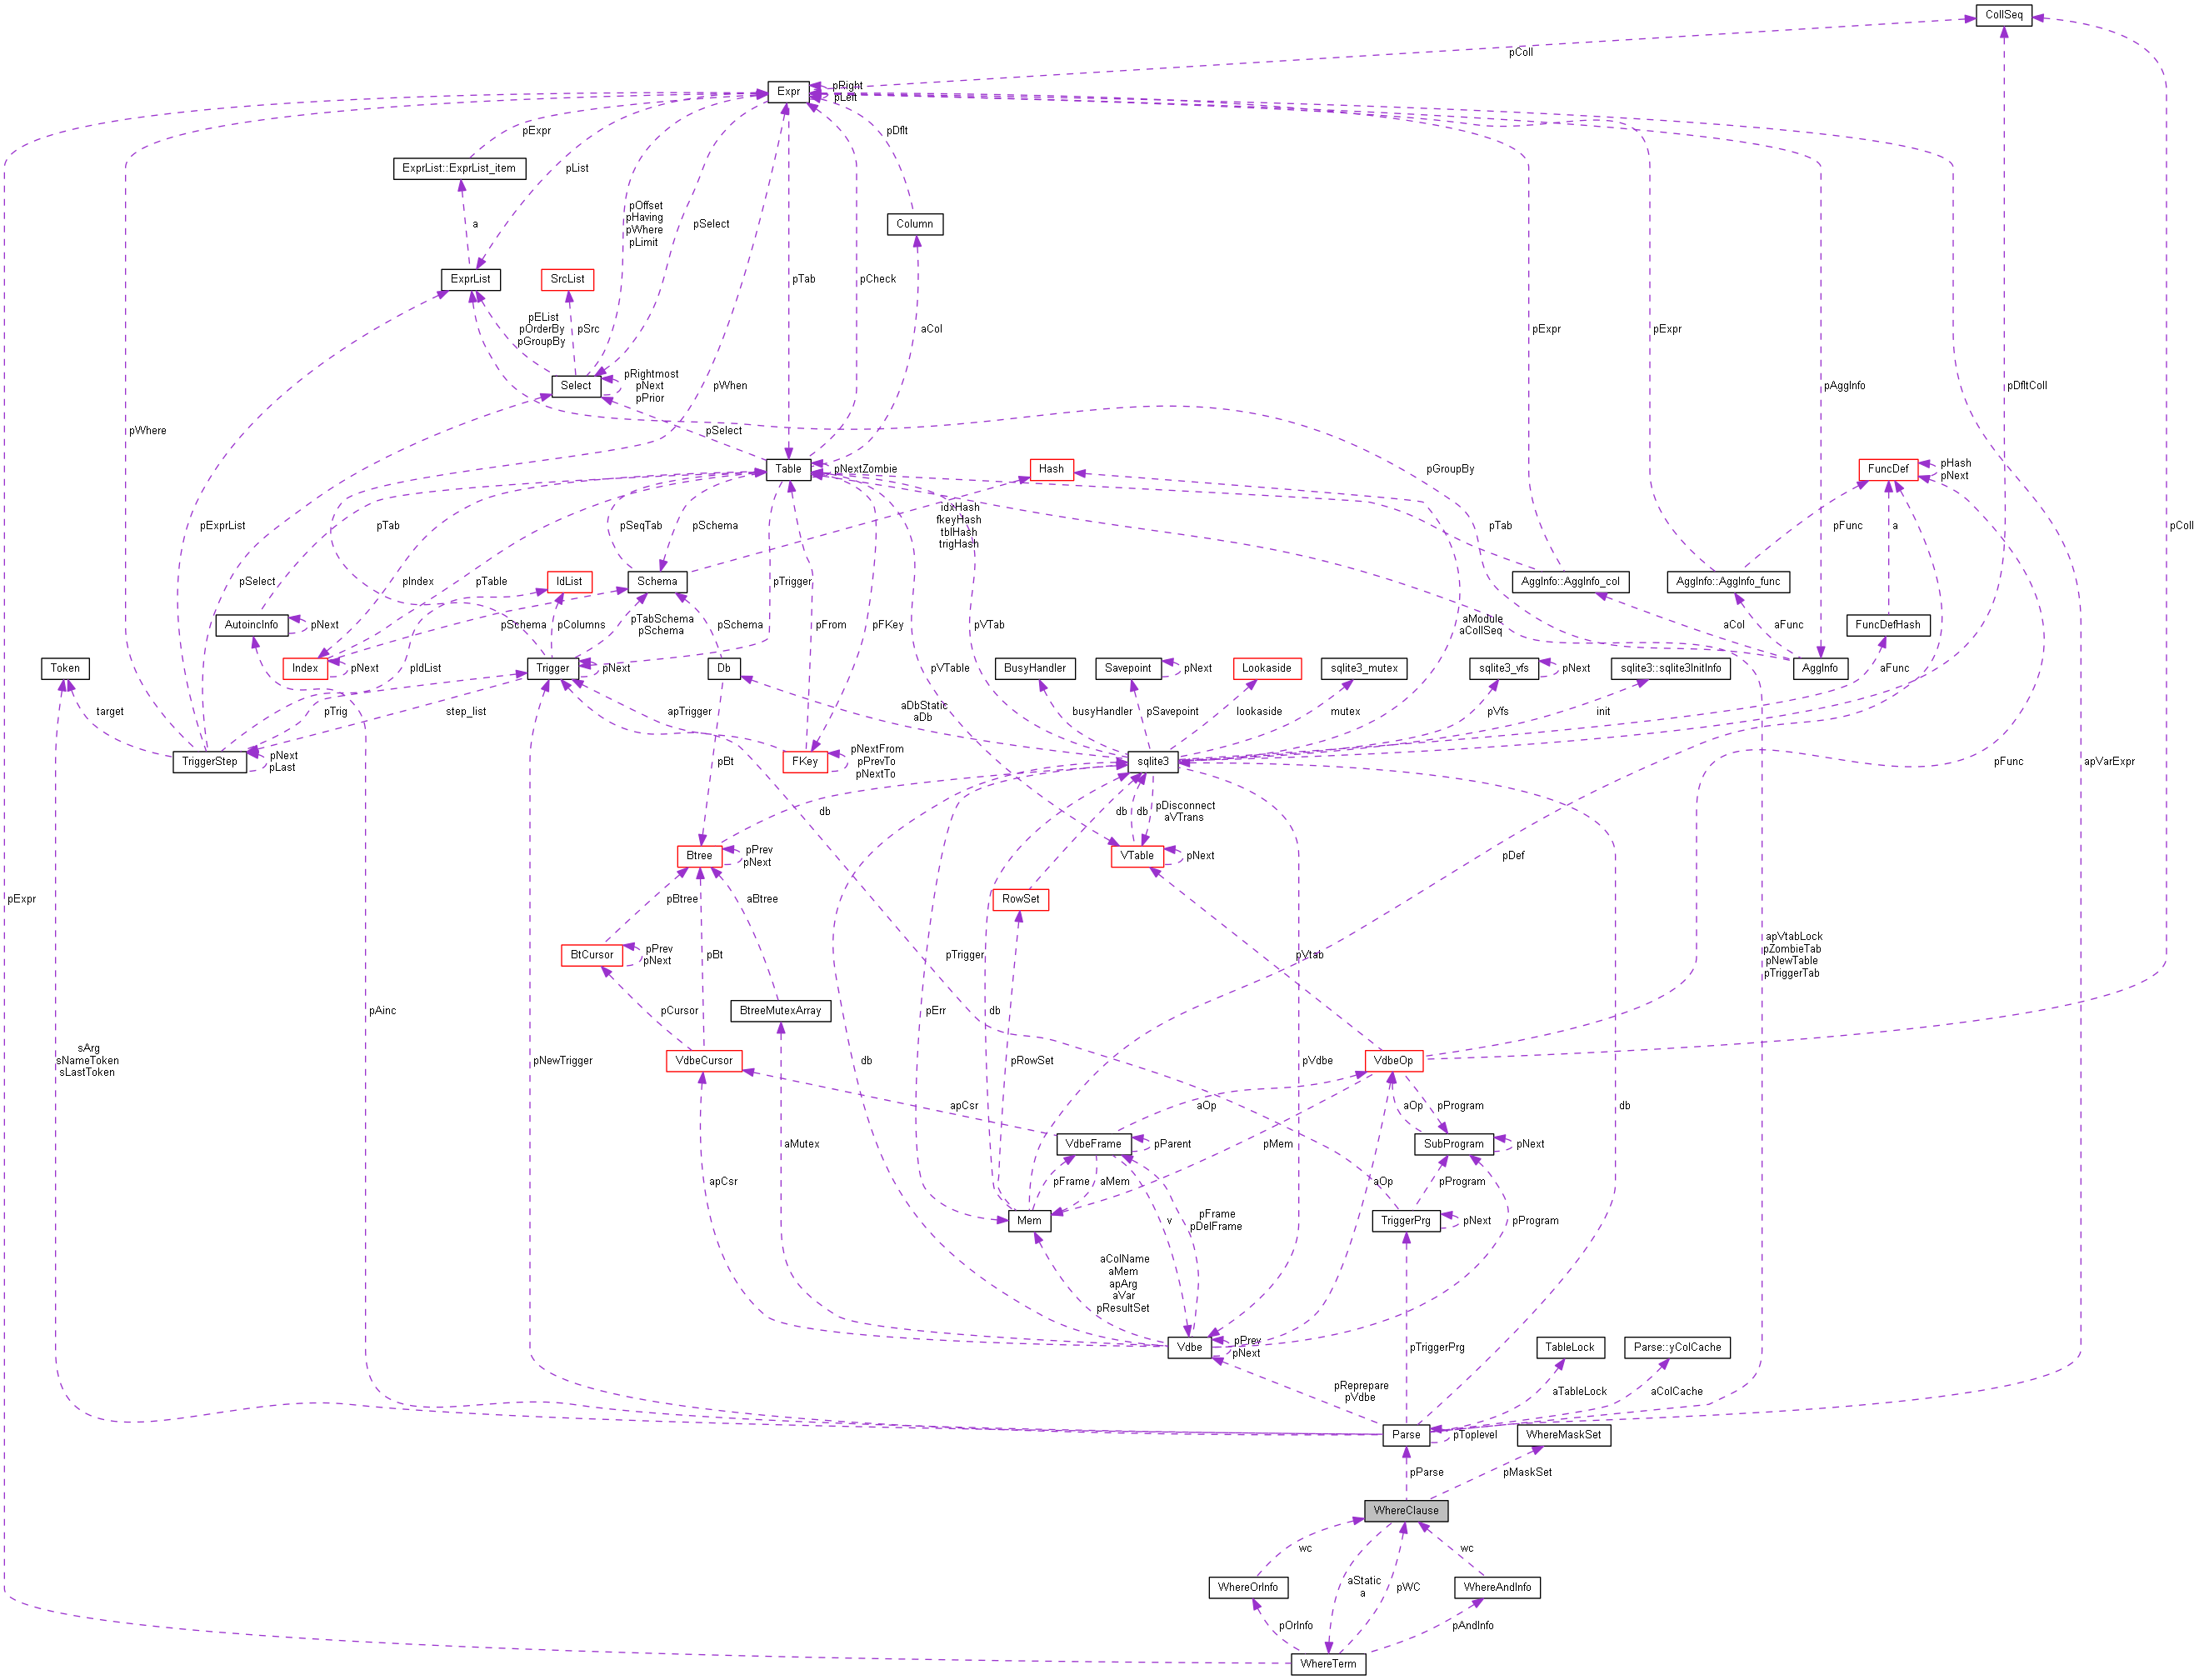 CollSeq
pColl
Expr
pRight
pLeft
pDflt
pExpr
ExprList::ExprList_item
pList
pOffset
pHaving
pWhere
pLimit
pSelect
Column
a
ExprList
SrcList
pTab
pCheck
pEList
pOrderBy
pGroupBy
pSrc
aCol
pExpr
pExpr
pDfltColl
Select
pRightmost
pNext
pPrior
pWhen
pAggInfo
pWhere
pSelect
Table
pNextZombie
Hash
pGroupBy
FuncDef
pHash
pNext
pColl
pExprList
pTab
pSeqTab
pSchema
idxHash
fkeyHash
tblHash
trigHash
pTab
pFunc
a
pSelect
pIndex
pTable
IdList
Schema
pTrigger
AggInfo::AggInfo_col
AggInfo::AggInfo_func
AutoincInfo
pNext
pSchema
pColumns
pTabSchema
pSchema
pSchema
pFrom
pFKey
pVTab
aModule
aCollSeq
aCol
aFunc
FuncDefHash
Token
Index
pNext
pIdList
Trigger
pNext
Db
pVTable
BusyHandler
Savepoint
pNext
Lookaside
sqlite3_mutex
sqlite3_vfs
pNext
sqlite3::sqlite3InitInfo
aFunc
AggInfo
target
pTrig
step_list
apTrigger
aDbStatic
aDb
busyHandler
pSavepoint
lookaside
mutex
pVfs
init
TriggerStep
pNext
pLast
pBt
FKey
pNextFrom
pPrevTo
pNextTo
sqlite3
pFunc
apVarExpr
db
db
db
pDisconnect
aVTrans
Btree
pPrev
pNext
VTable
pNext
pDef
pExpr
pBtree
aBtree
RowSet
BtCursor
pPrev
pNext
pBt
pTrigger
pVtab
apVtabLock
pZombieTab
pNewTable
pTriggerTab
pCursor
BtreeMutexArray
pErr
db
pAinc
sArg
sNameToken
sLastToken
pNewTrigger
VdbeCursor
db
pRowSet
pVdbe
VdbeOp
apCsr
aOp
aOp
pProgram
db
aMutex
VdbeFrame
pParent
pMem
SubProgram
pNext
apCsr
pFrame
aMem
aOp
pProgram
Mem
v
pFrame
pDelFrame
TriggerPrg
pNext
pProgram
aColName
aMem
apArg
aVar
pResultSet
Vdbe
pPrev
pNext
pTriggerPrg
TableLock
Parse::yColCache
pReprepare
pVdbe
aTableLock
aColCache
Parse
pToplevel
WhereMaskSet
pParse
pMaskSet
WhereClause
wc
wc
WhereOrInfo
aStatic
a
pWC
WhereAndInfo
pOrInfo
pAndInfo
WhereTerm